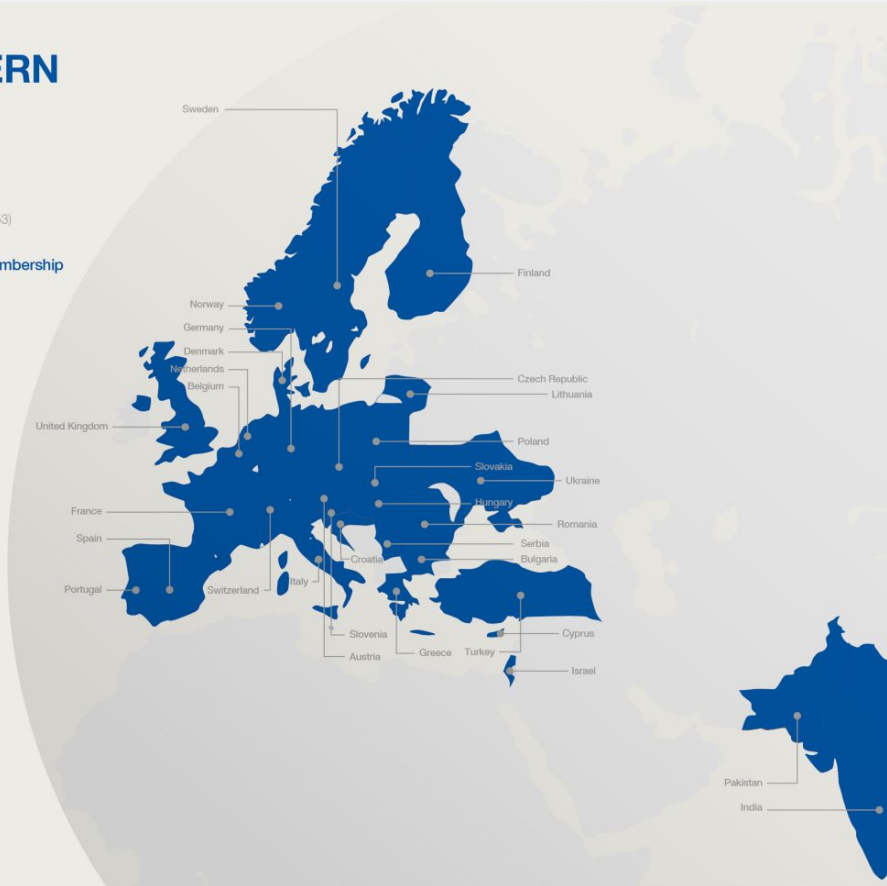 ERN
Sweden
53)
mbership
Finland
Norway
Germany
Denmark
Netherlands
Belgium
Czech Republic
Lithuania
United Kingdom
Poland
Slovakia
Ukraine
Hungary
France
Romania
Spain
Serbia
Croatia
Bulgaria
Italy
Portugal
Switzerland
Slovenia
Cyprus
Greece
Turkey
Austria
Israel
Pakistan
India